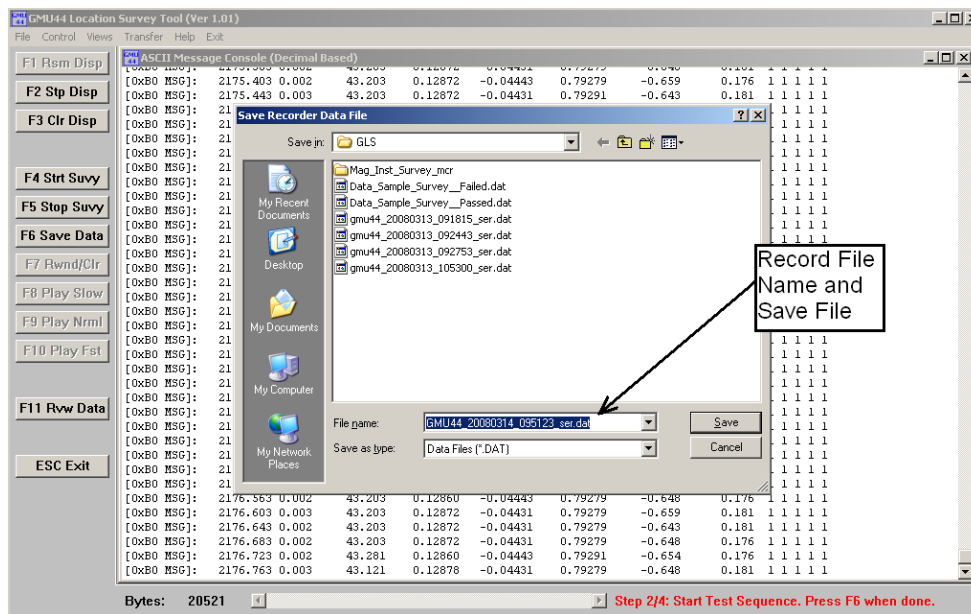 GMU44 Location Survey Tool (Ver 1.01)
File Control Views Transfer Help Exit
F1 Rsm Disp
F2 Stp Disp
F3 Clr Disp
F4 Strt Suvy
F5 Stop Suvy
F6 Save Data
F7 Rwnd/Clr
F8 Play Slow
F9 Play Nrml
F10 Play Fst
F11 Rvw Data
ESC Exit
ASCII Message Console (Decimal Based)
[0xB0 MSG]: 2175.403 0.002 43.203 0.12872 -0.04431 0.79279 -0.659 0.176 1 1 1 1 1
[0xB0 MSG]: 2175.443 0.003 43.203 0.12872 -0.04431 0.79291 -0.643 0.181 1 1 1 1 1
Save Recorder Data File
Save in: GLS
My Recent Documents
Desktop
My Documents
My Computer
My Network Places
Mag_Inst_Survey_mcr
Data_Sample_Survey__Failed.dat
Data_Sample_Survey__Passed.dat
gmu44_20080313_091815_ser.dat
gmu44_20080313_092443_ser.dat
gmu44_20080313_092753_ser.dat
gmu44_20080313_105300_ser.dat
Record File
Name and
Save File
File name: GMU44_20080314_095123_ser.dat Save
Save as type: Data Files (*.DAT) Cancel
[0xB0 MSG]: 2176.563 0.002 43.203 0.12860 -0.04443 0.79279 -0.648 0.176 1 1 1 1 1
[0xB0 MSG]: 2176.603 0.003 43.203 0.12872 -0.04431 0.79279 -0.659 0.181 1 1 1 1 1
[0xB0 MSG]: 2176.643 0.002 43.203 0.12872 -0.04431 0.79279 -0.643 0.181 1 1 1 1 1
[0xB0 MSG]: 2176.683 0.002 43.203 0.12872 -0.04443 0.79279 -0.648 0.176 1 1 1 1 1
[0xB0 MSG]: 2176.723 0.002 43.281 0.12860 -0.04443 0.79291 -0.654 0.176 1 1 1 1 1
[0xB0 MSG]: 2176.763 0.003 43.121 0.12878 -0.04431 0.79279 -0.648 0.181 1 1 1 1 1
Bytes: 20521
Step 2/4: Start Test Sequence. Press F6 when done.